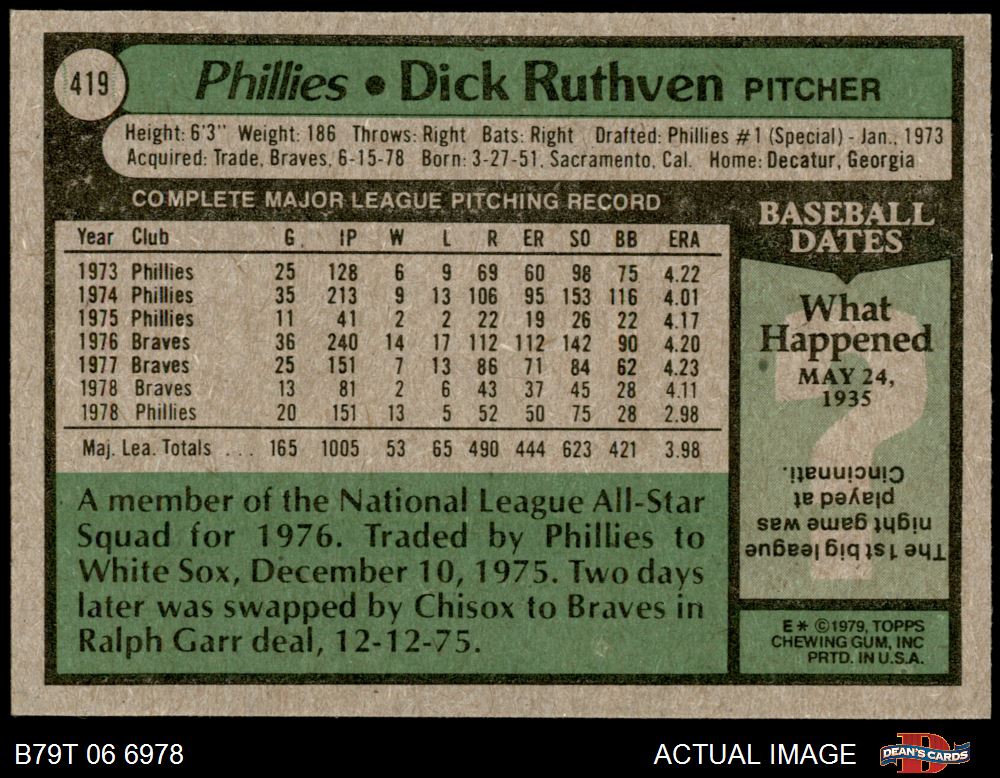 419
Phillies • Dick Ruthven PITCHER
Height: 6'3" Weight: 186 Throws: Right Bats: Right Drafted: Phillies #1 (Special) - Jan., 1973
Acquired: Trade, Braves, 6-15-78 Born: 3-27-51, Sacramento, Cal. Home: Decatur, Georgia
COMPLETE MAJOR LEAGUE PITCHING RECORD
Year Club G IP W L R ER SO BB ERA
1973 Phillies 25 128 6 9 69 60 98 75 4.22
1974 Phillies 35 213 9 13 106 95 153 116 4.01
1975 Phillies 11 41 2 2 22 19 26 22 4.17
1976 Braves 36 240 14 17 112 112 142 90 4.20
1977 Braves 25 151 7 13 86 71 84 62 4.23
1978 Braves 13 81 2 6 43 37 45 28 4.11
1978 Phillies 20 151 13 5 52 50 75 28 2.98
Maj. Lea. Totals . . . 165 1005 53 65 490 444 623 421 3.98
A member of the National League All-Star
Squad for 1976. Traded by Phillies to
White Sox, December 10, 1975. Two days
later was swapped by Chisox to Braves in
Ralph Garr deal, 12-12-75.
BASEBALL
DATES
What
Happened
MAY 24,
1935
The 1st big league
night game was
played at
Cincinnati.
E* ©1979, TOPPS
CHEWING GUM, INC
PRTD. IN U.S.A.
B79T 06 6978
ACTUAL IMAGE
D
DEAN'S CARDS